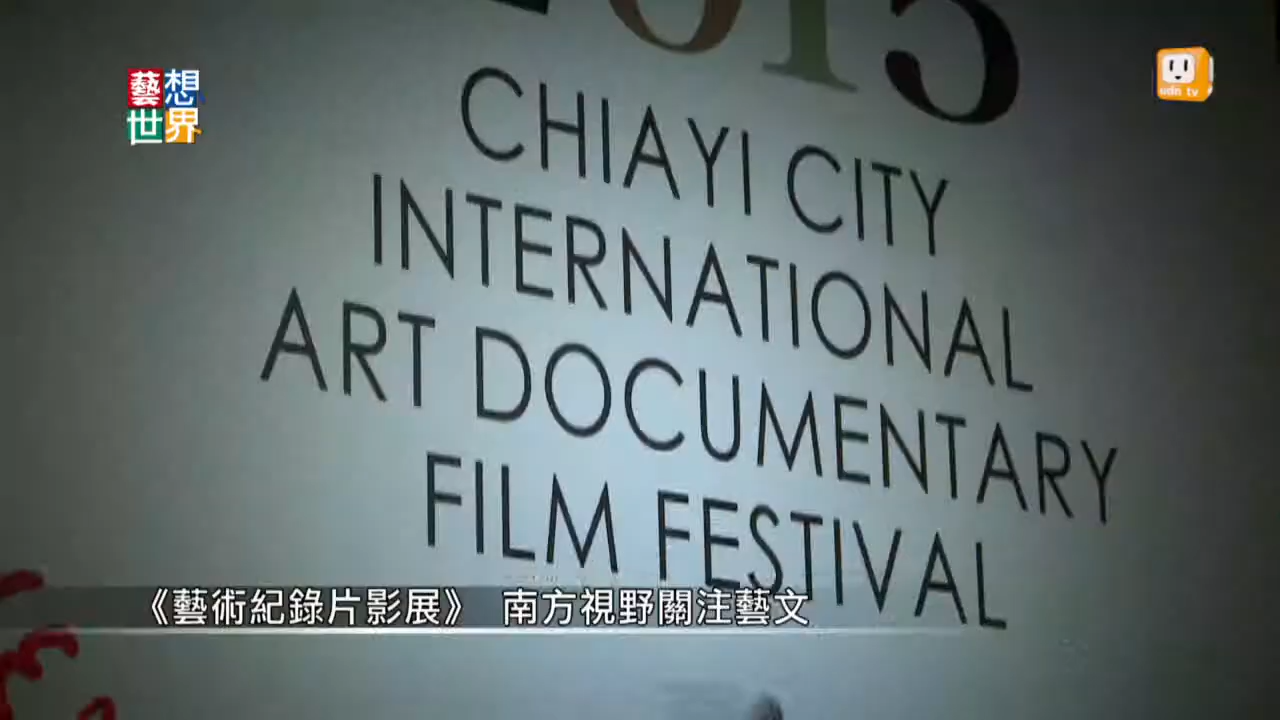 2015
CHIAYI CITY
INTERNATIONAL
ART DOCUMENTARY
FILM FESTIVAL
藝想
世界
udn tv
《藝術紀錄片影展》 南方視野關注藝文